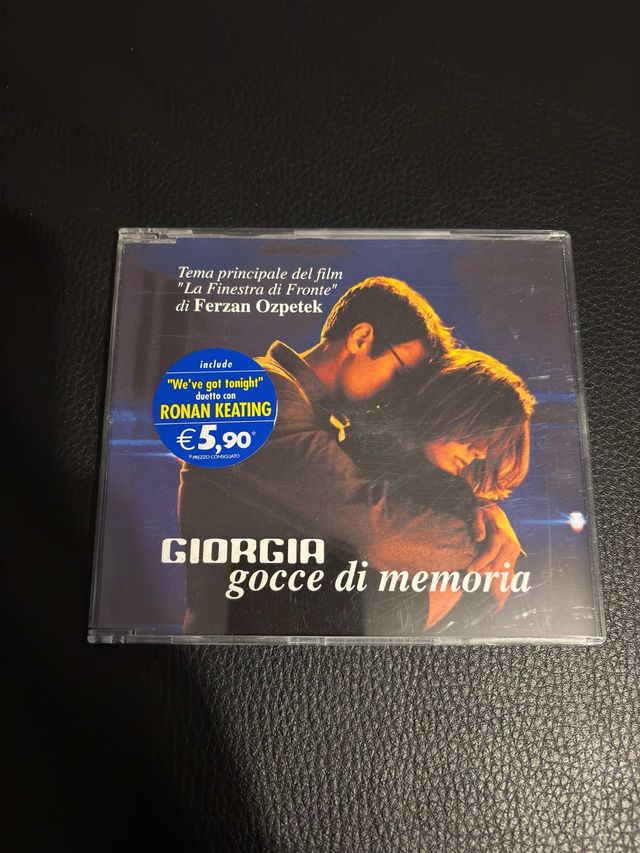 Tema principale del film
"La Finestra di Fronte"
di Ferzan Ozpetek
include
"We've got tonight"
duetto con
RONAN KEATING
€5,90*
*PREZZO CONSIGLIATO
GIORGIA
gocce di memoria